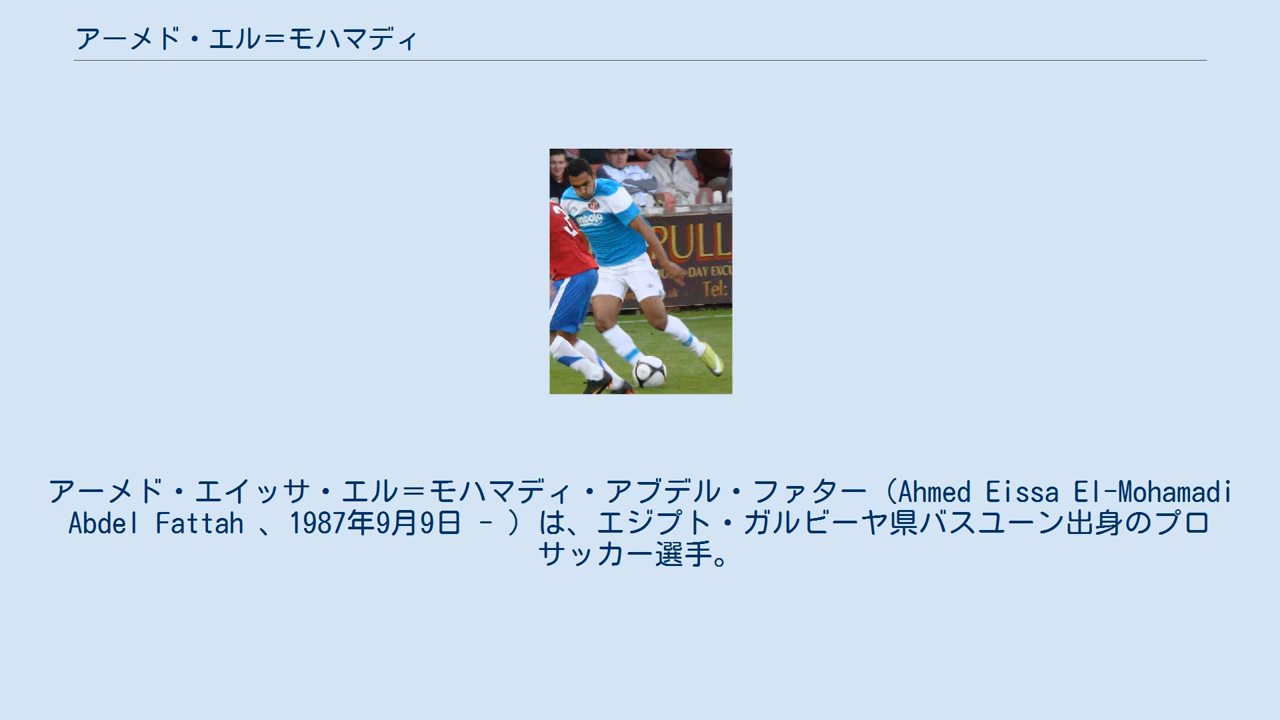 アーメド・エル＝モハマディ
PULL
DAY EXCU
Tel:
アーメド・エイッサ・エル＝モハマディ・アブデル・ファター（Ahmed Eissa El-Mohamadi
Abdel Fattah 、1987年9月9日 - ）は、エジプト・ガルビーヤ県バスユーン出身のプロ
サッカー選手。